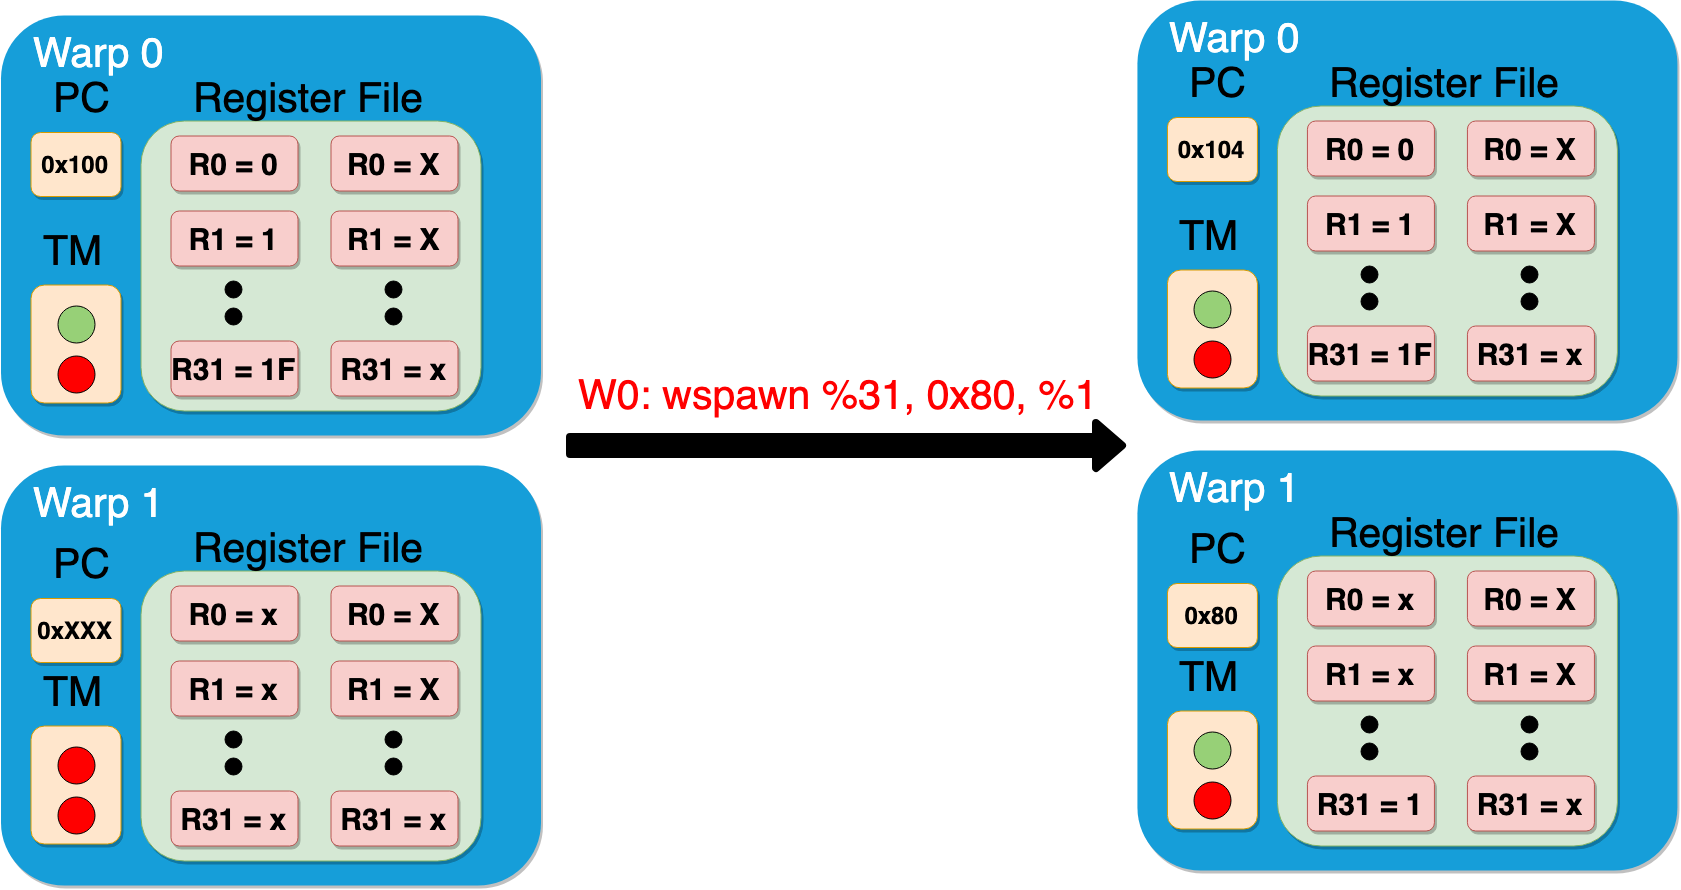 Warp 0
PC
Register File
0x100
R0 = 0
R0 = X
TM
R1 = 1
R1 = X
R31 = 1F
R31 = x
Warp 1
PC
Register File
0xXXX
R0 = x
R0 = X
TM
R1 = x
R1 = X
R31 = x
R31 = x
W0: wspawn %31, 0x80, %1
Warp 0
PC
Register File
0x104
R0 = 0
R0 = X
TM
R1 = 1
R1 = X
R31 = 1F
R31 = x
Warp 1
PC
Register File
0x80
R0 = x
R0 = X
TM
R1 = x
R1 = X
R31 = 1
R31 = x